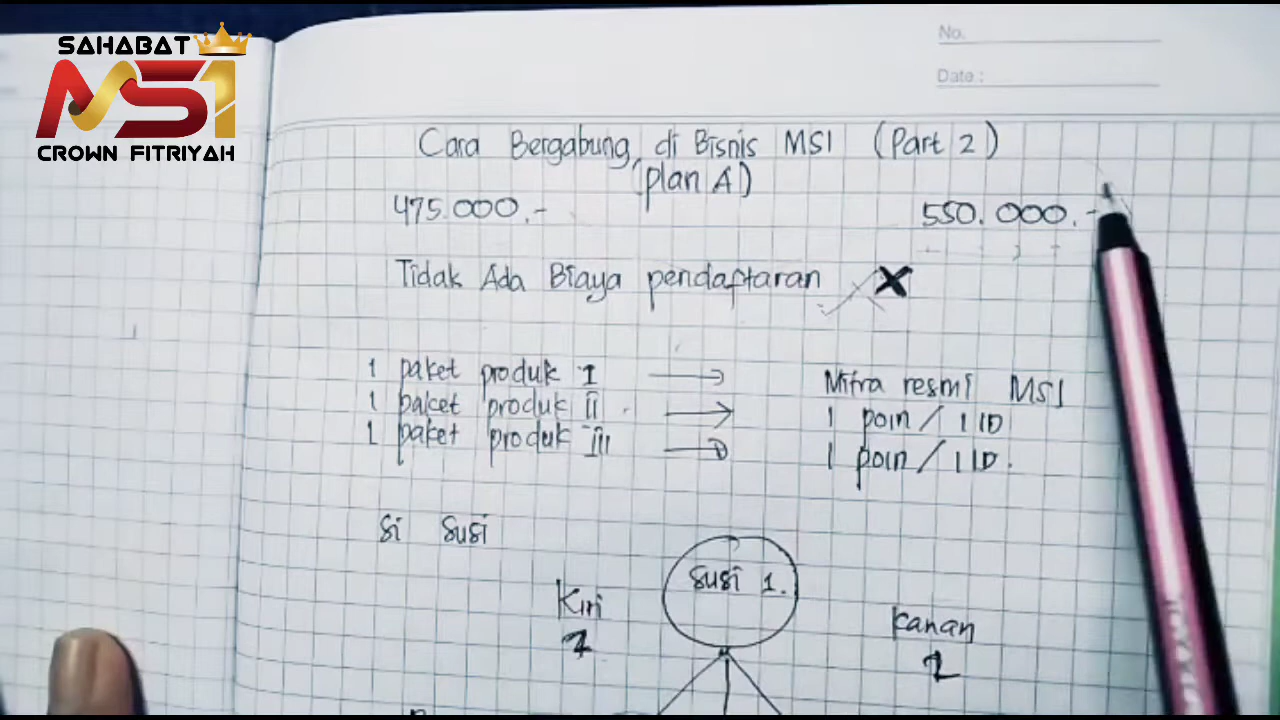 SAHABAT
MSI
CROWN FITRIYAH
No.
Date :
Cara Bergabung di Bisnis MSI (Part 2)
(plan A)
475.000.-
550.000.-
Tidak Ada Biaya pendaftaran X
1 paket produk I → Mitra resmi MSI
1 paket produk II → 1 poin / 1 ID
1 paket produk III → 1 poin / 1 ID.
Si Susi
Susi 1.
Kiri
kanan
1
1